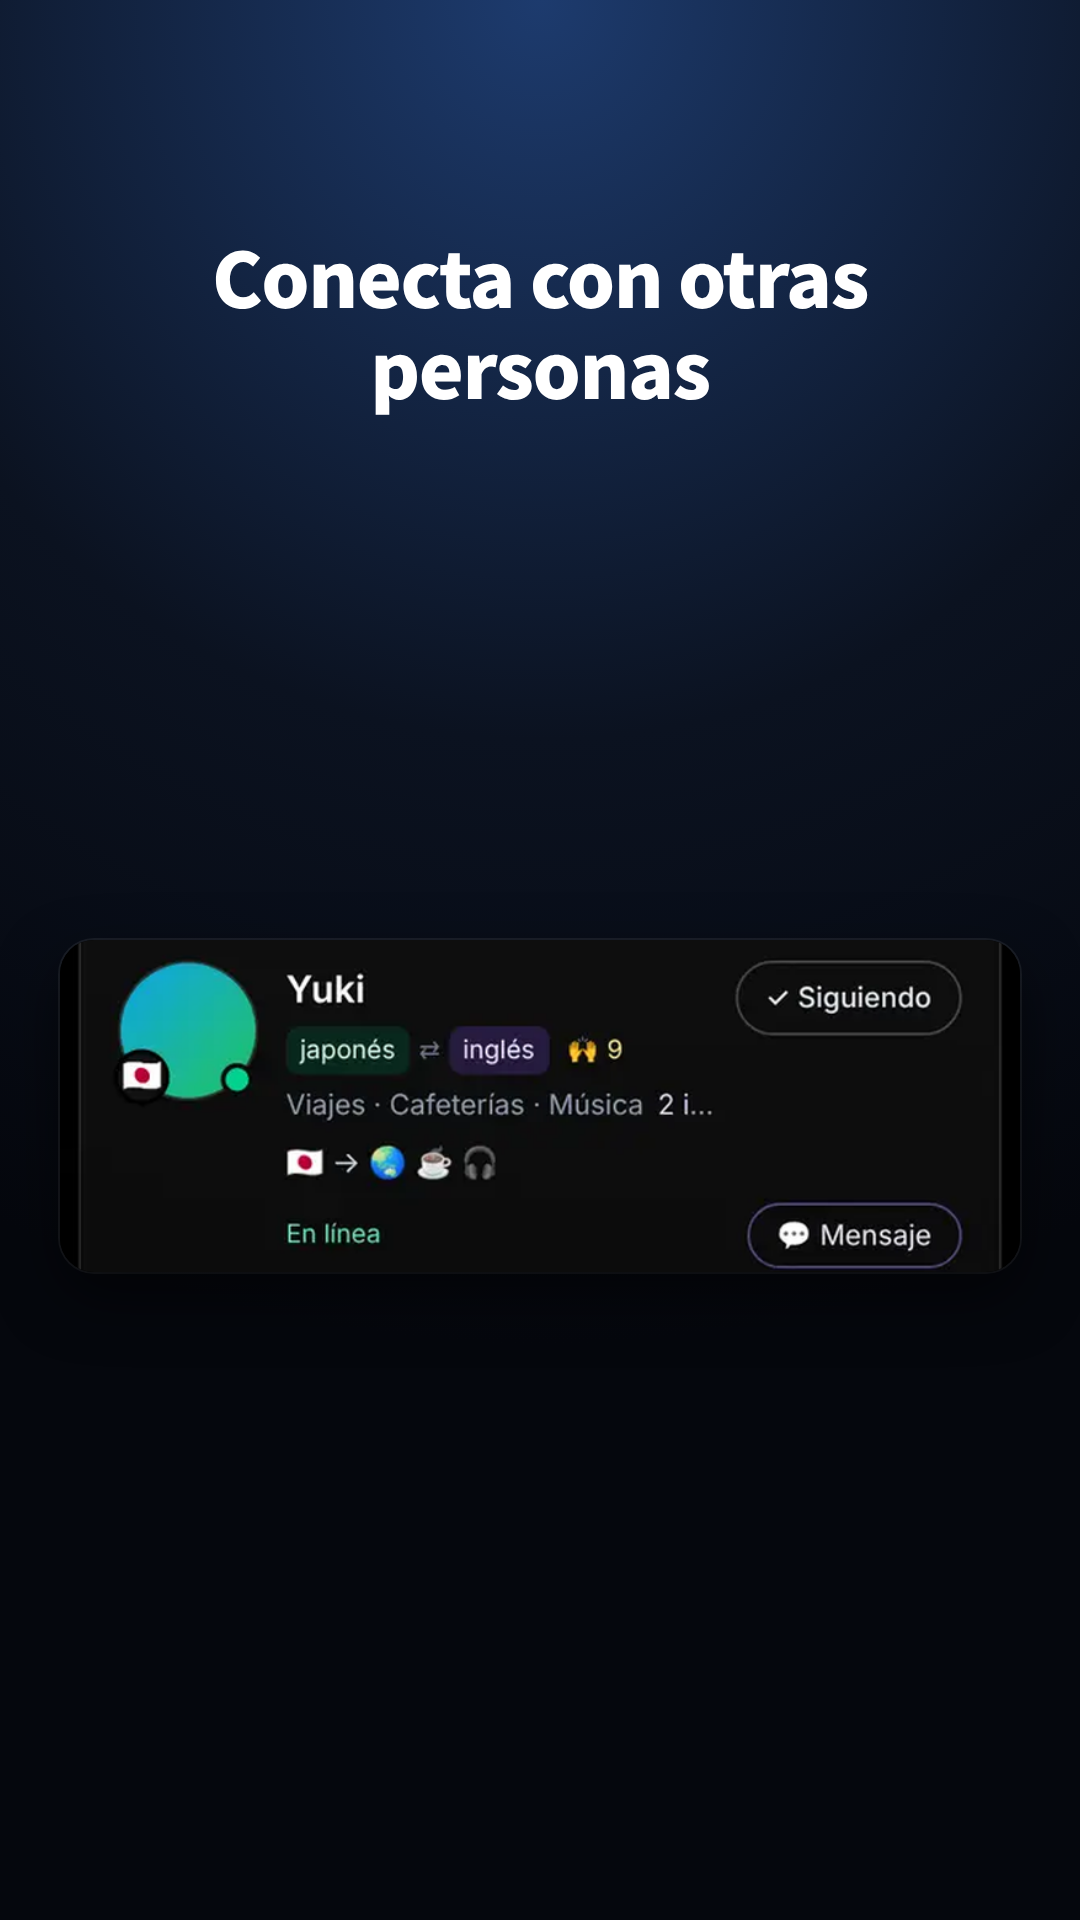 Conecta con otras
personas
Yuki
✓ Siguiendo
japonés ⇄ inglés 🙌 9
Viajes · Cafeterías · Música 2 i...
🇯🇵 → 🌏 ☕ 🎧
En línea
💬 Mensaje